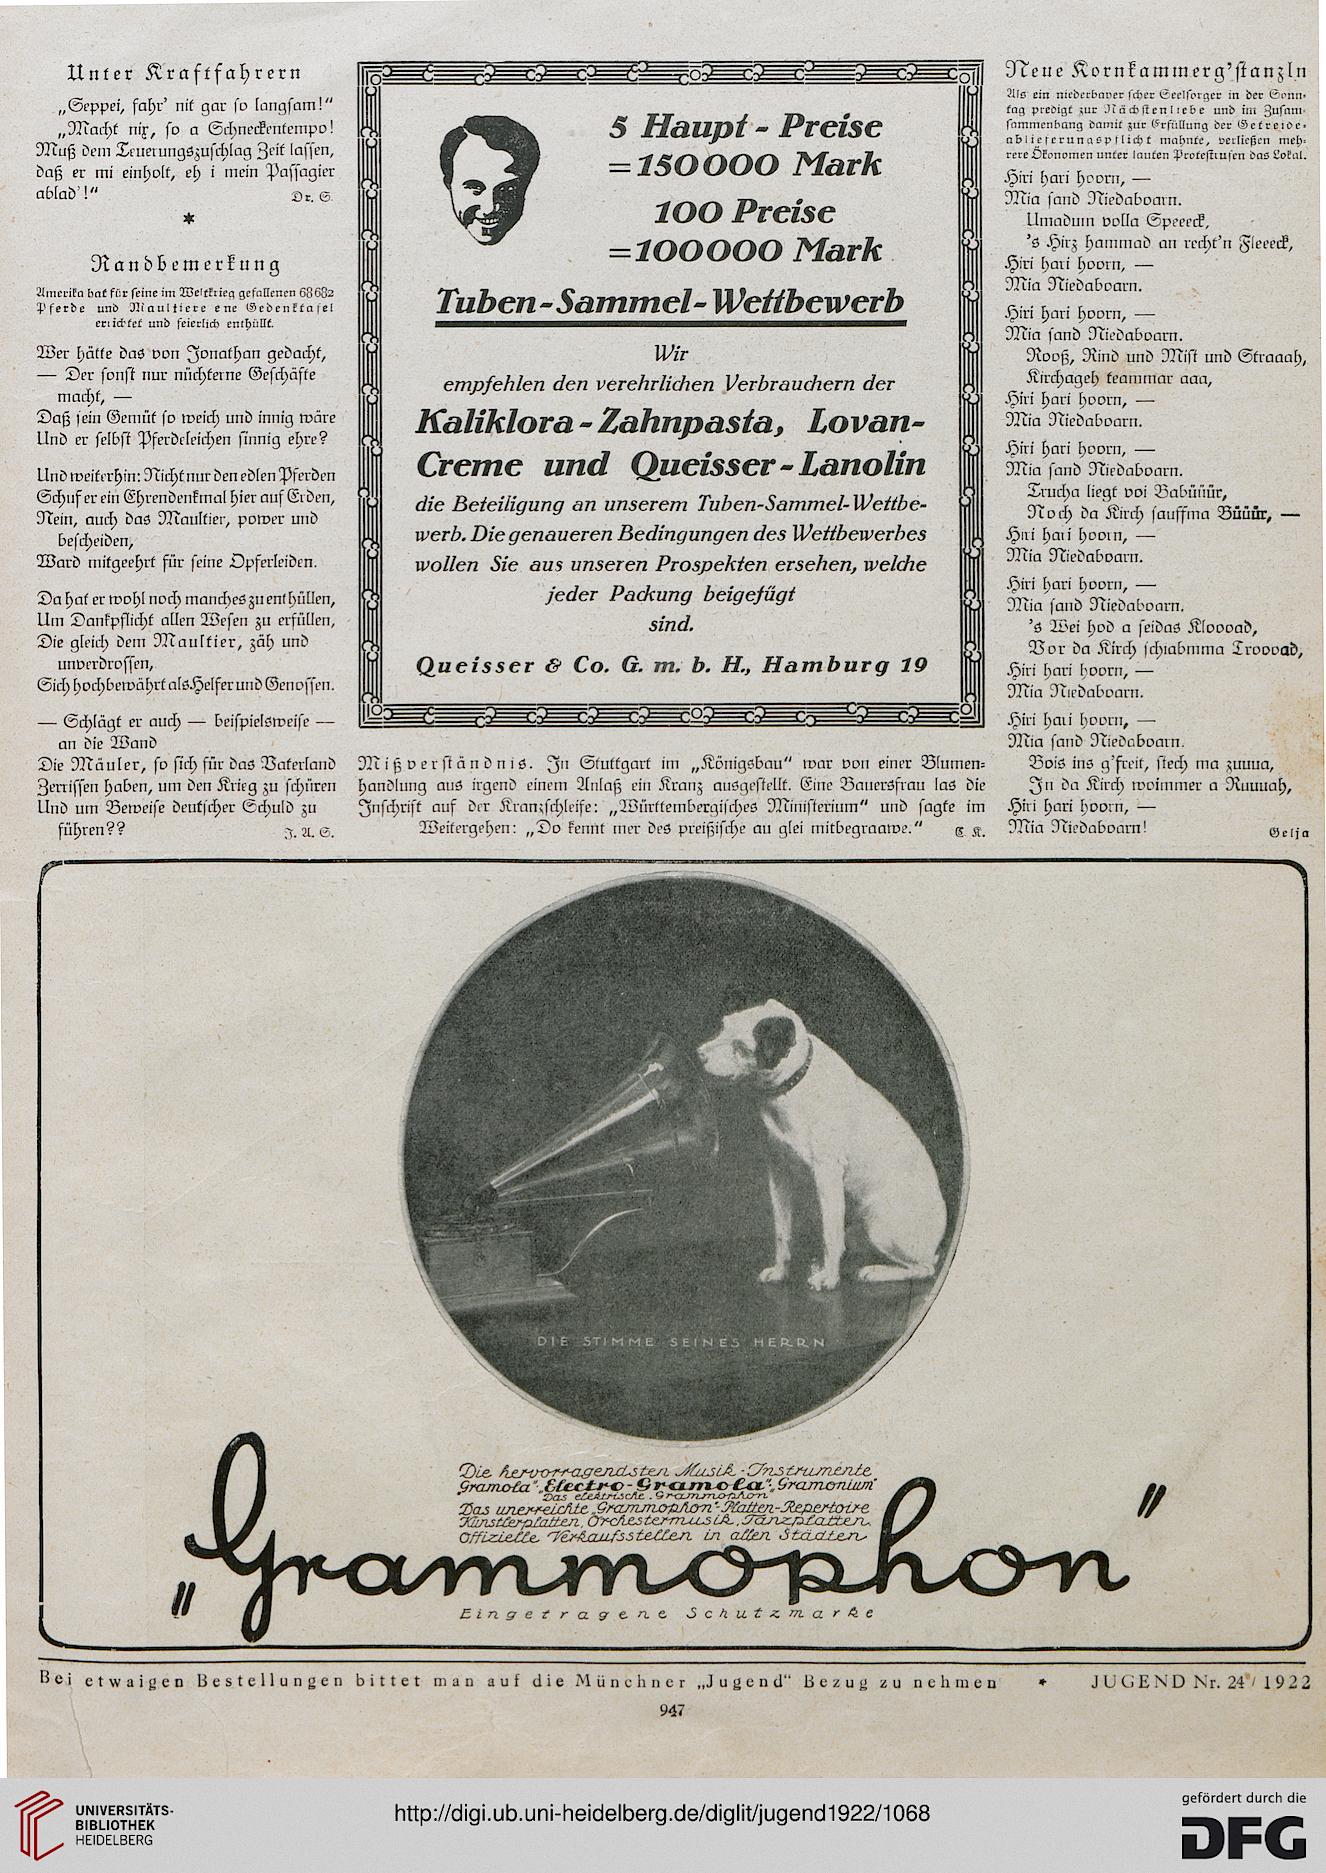 Unter Kraftfahrern
„Seppei, fahr' nit gar so langsam!“
„Macht nix, so a Schneckentempo!
Muß dem Teuerungszuschlag Zeit lassen,
daß er mi einholt, eh i mein Passagier
ablad'!“ Dr. S.
*
Randbemerkung
Amerika hat für seine im Weltkrieg gefallenen 68682
Pferde und Maultiere eine Gedenktafel
errichtet und feierlich enthüllt.
Wer hätte das von Jonathan gedacht,
— Der sonst nur nüchterne Geschäfte
macht, —
Daß sein Gemüt so weich und innig wäre
Und er selbst Pferdeleichen sinnig ehre?
Und weiterhin: Nicht nur den edlen Pferden
Schuf er ein Ehrendenkmal hier auf Erden,
Nein, auch das Maultier, power und
bescheiden,
Ward mitgeehrt für seine Opferleiden.
Da hat er wohl noch manches zu enthüllen,
Um Dankpflicht allen Wesen zu erfüllen,
Die gleich dem Maultier, zäh und
unverdrossen,
Sich hochbewährt als Helfer und Genossen.
— Schlägt er auch — beispielsweise —
an die Wand
Die Mäuler, so sich für das Vaterland
Zerrissen haben, um den Krieg zu schüren
Und um Beweise deutscher Schuld zu
führen?? J. A. S.
5 Haupt-Preise
=150000 Mark
100 Preise
=100000 Mark
Tuben-Sammel-Wettbewerb
Wir
empfehlen den verehrlichen Verbrauchern der
Kaliklora-Zahnpasta, Lovan-
Creme und Queisser-Lanolin
die Beteiligung an unserem Tuben-Sammel-Wettbe-
werb. Die genaueren Bedingungen des Wettbewerbes
wollen Sie aus unseren Prospekten ersehen, welche
jeder Packung beigefügt
sind.
Queisser & Co. G. m. b. H., Hamburg 19
Mißverständnis. In Stuttgart im „Königsbau“ war von einer Blumen-
handlung aus irgend einem Anlaß ein Kranz ausgestellt. Eine Bauersfrau las die
Inschrift auf der Kranzschleife: „Württembergisches Ministerium“ und sagte im
Weitergehen: „Do kennt mer des preißische au glei mitbegraawe.“ C. K.
Neue Kornkammerg'stanzln
Als ein niederbayerischer Seelsorger in der Sonn-
tag predigt zur Nächstenliebe und im Zusam-
sammenhang damit zur Erfüllung der Getreide-
ablieferungspflicht mahnte, verließen meh-
rere Ökonomen unter lauten Protestrufen das Lokal.
Hiri hari hoorn, —
Mia sand Niedaboarn.
Umadum volla Speeeck,
's Hirz hammad an recht'n Fleeeck,
Hiri hari hoorn, —
Mia Niedaboarn.
Hiri hari hoorn, —
Mia sand Niedaboarn.
Rooß, Rind und Mist und Straaah,
Kirchageh teammar aaa,
Hiri hari hoorn, —
Mia Niedaboarn.
Hiri hari hoorn, —
Mia sand Niedaboarn.
Trucha liegt voi Babüüür,
Noch da Kirch sauffma Büüür, —
Hiri hari hoorn, —
Mia Niedaboarn.
Hiri hari hoorn, —
Mia sand Niedaboarn.
's Wei hod a seidas Kloooad,
Vor da Kirch schiabmma Troooad,
Hiri hari hoorn, —
Mia Niedaboarn.
Hiri hari hoorn, —
Mia sand Niedaboarn.
Bois ins g'freit, stech ma zuuua,
In da Kirch woimmer a Ruuuah,
Hiri hari hoorn, —
Mia Niedaboarn!
Gelja
DIE STIMME SEINES HERRN
Die hervorragendsten Musik-Instrumente
„Gramola“ „Electro-Gramola“, „Gramonium“
Das elektrische „Grammophon“
Das unerreichte „Grammophon“-Platten-Repertoire
Künstlerplatten, Orchestermusik, Tanzplatten.
Offizielle Verkaufsstellen in allen Städten
„Grammophon“
Eingetragene Schutzmarke
Bei etwaigen Bestellungen bittet man auf die Münchner „Jugend“ Bezug zu nehmen * JUGEND Nr. 24 / 1922
947
UNIVERSITÄTS-
BIBLIOTHEK
HEIDELBERG
http://digi.ub.uni-heidelberg.de/diglit/jugend1922/1068
gefördert durch die
DFG